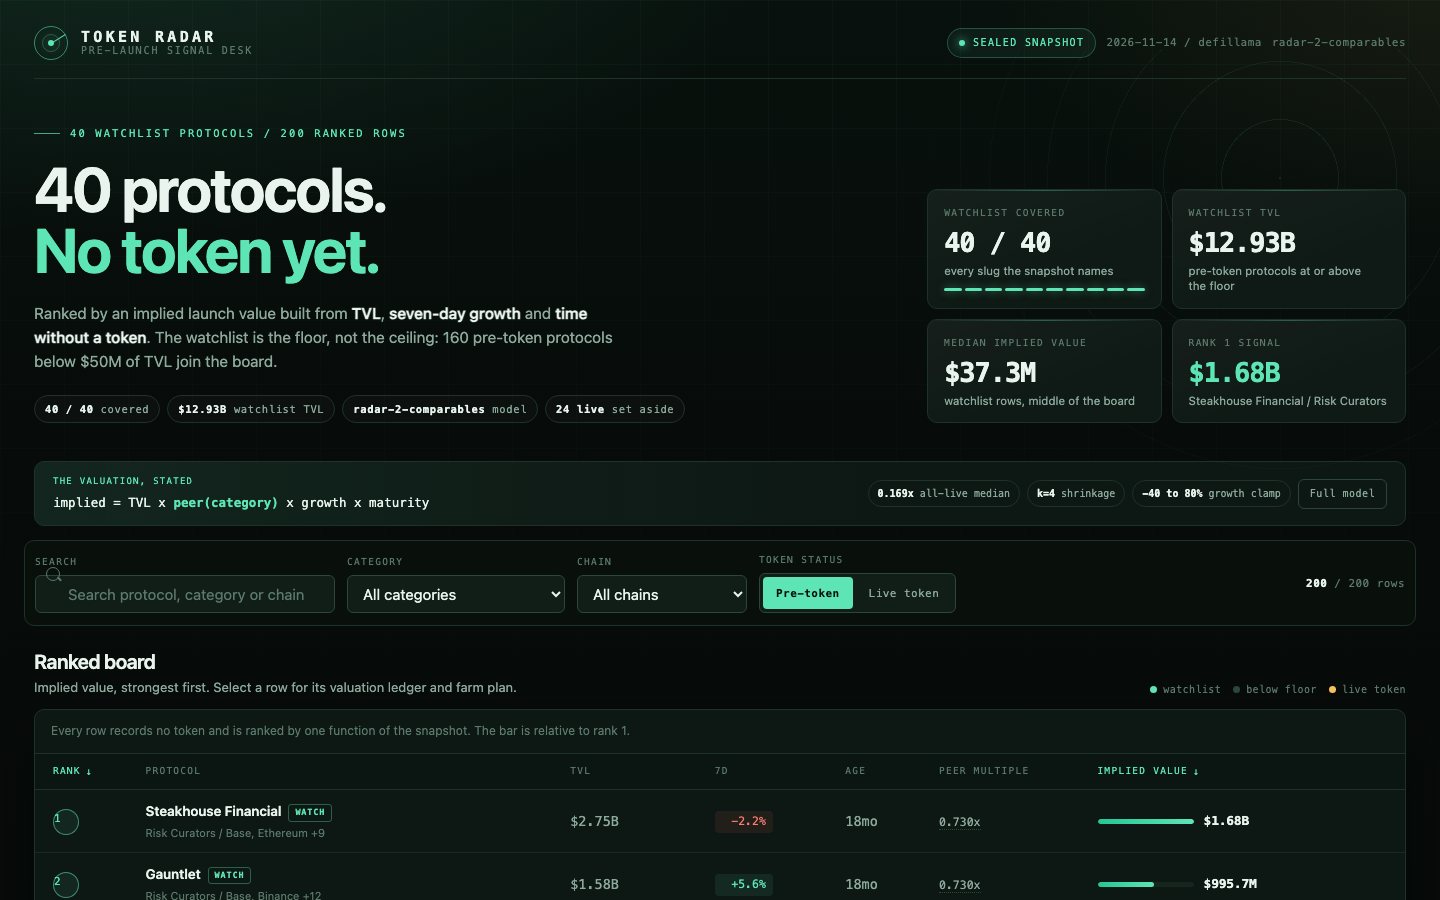 TOKEN RADAR
PRE-LAUNCH SIGNAL DESK
SEALED SNAPSHOT
2026-11-14 / defillama radar-2-comparables
40 WATCHLIST PROTOCOLS / 200 RANKED ROWS
40 protocols.
No token yet.
Ranked by an implied launch value built from TVL, seven-day growth and time
without a token. The watchlist is the floor, not the ceiling: 160 pre-token protocols
below $50M of TVL join the board.
40 / 40 covered
$12.93B watchlist TVL
radar-2-comparables model
24 live set aside
WATCHLIST COVERED
40 / 40
every slug the snapshot names
WATCHLIST TVL
$12.93B
pre-token protocols at or above
the floor
MEDIAN IMPLIED VALUE
$37.3M
watchlist rows, middle of the board
RANK 1 SIGNAL
$1.68B
Steakhouse Financial / Risk Curators
THE VALUATION, STATED
implied = TVL x peer(category) x growth x maturity
0.169x all-live median
k=4 shrinkage
-40 to 80% growth clamp
Full model
SEARCH
Search protocol, category or chain
CATEGORY
All categories
CHAIN
All chains
TOKEN STATUS
Pre-token
Live token
200 / 200 rows
Ranked board
Implied value, strongest first. Select a row for its valuation ledger and farm plan.
watchlist
below floor
live token
Every row records no token and is ranked by one function of the snapshot. The bar is relative to rank 1.
RANK ↓ PROTOCOL TVL 7D AGE PEER MULTIPLE IMPLIED VALUE ↓
1 Steakhouse Financial WATCH $2.75B -2.2% 18mo 0.730x $1.68B
Risk Curators / Base, Ethereum +9
2 Gauntlet WATCH $1.58B +5.6% 18mo 0.730x $995.7M
Risk Curators / Base, Binance +12